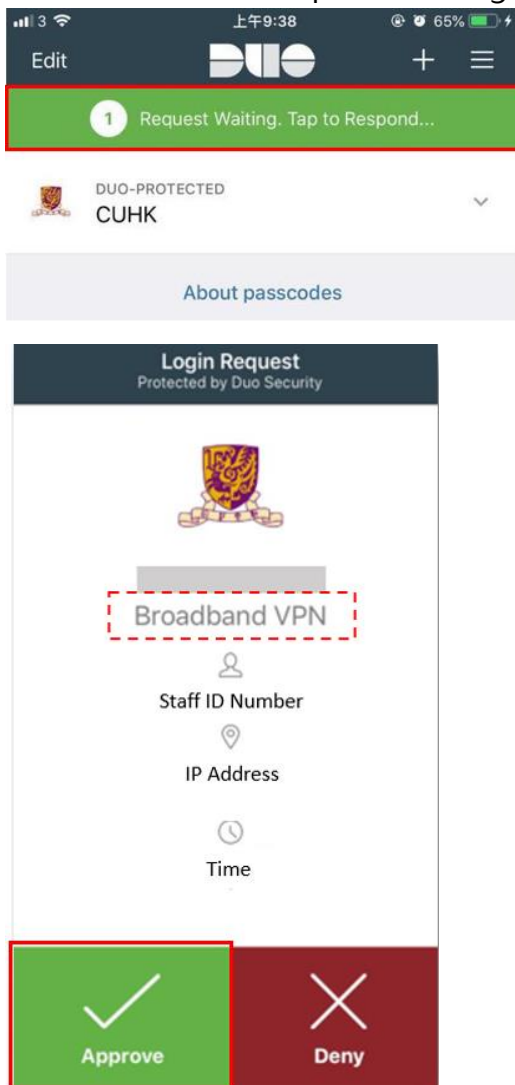 3 上午9:38 65%
Edit DUO + 
1 Request Waiting. Tap to Respond...
DUO-PROTECTED
CUHK
About passcodes
Login Request
Protected by Duo Security
Broadband VPN
Staff ID Number
IP Address
Time
Approve Deny